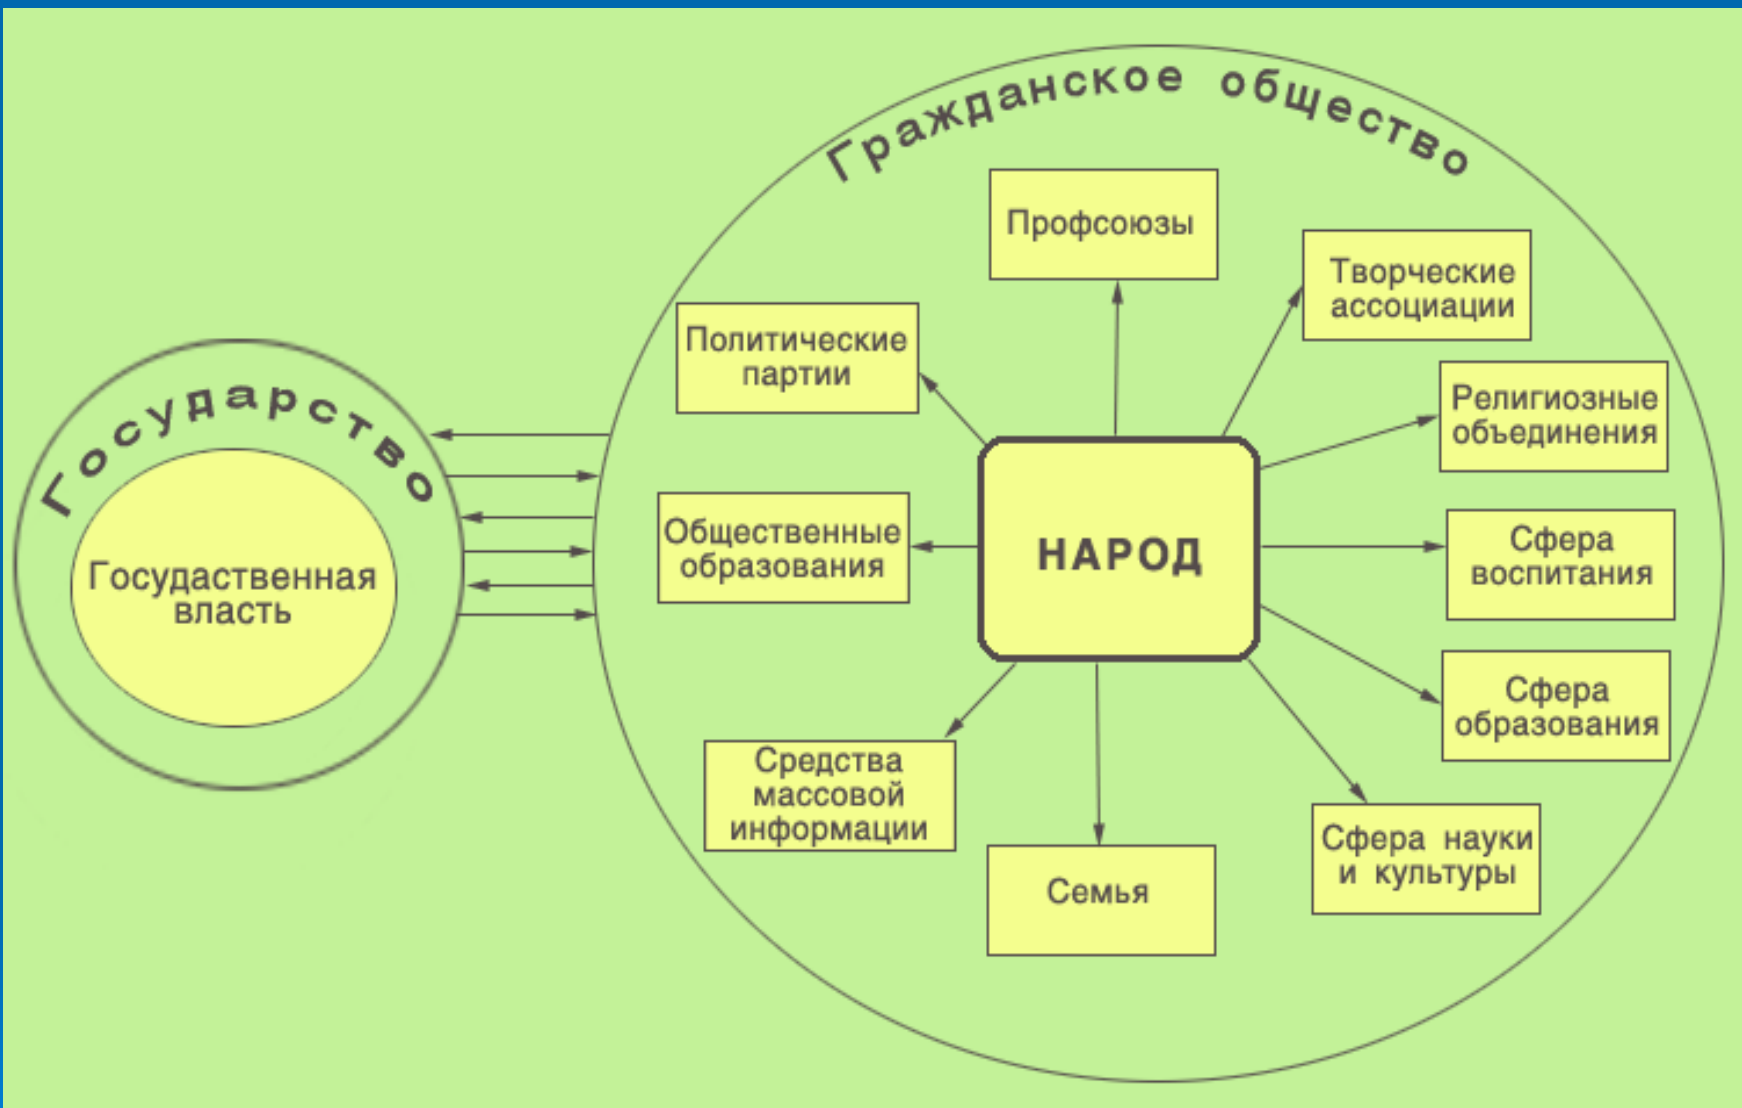 Гражданское общество
Профсоюзы
Творческие
ассоциации
Политические
партии
Религиозные
объединения
Государство
Государственная
власть
Общественные
образования
НАРОД
Сфера
воспитания
Сфера
образования
Средства
массовой
информации
Семья
Сфера науки
и культуры